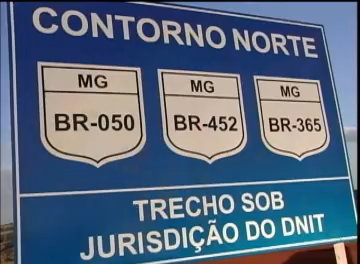 CONTORNO NORTE
MG MG MG
BR-050 BR-452 BR-365
TRECHO SOB
JURISDIÇÃO DO DNIT